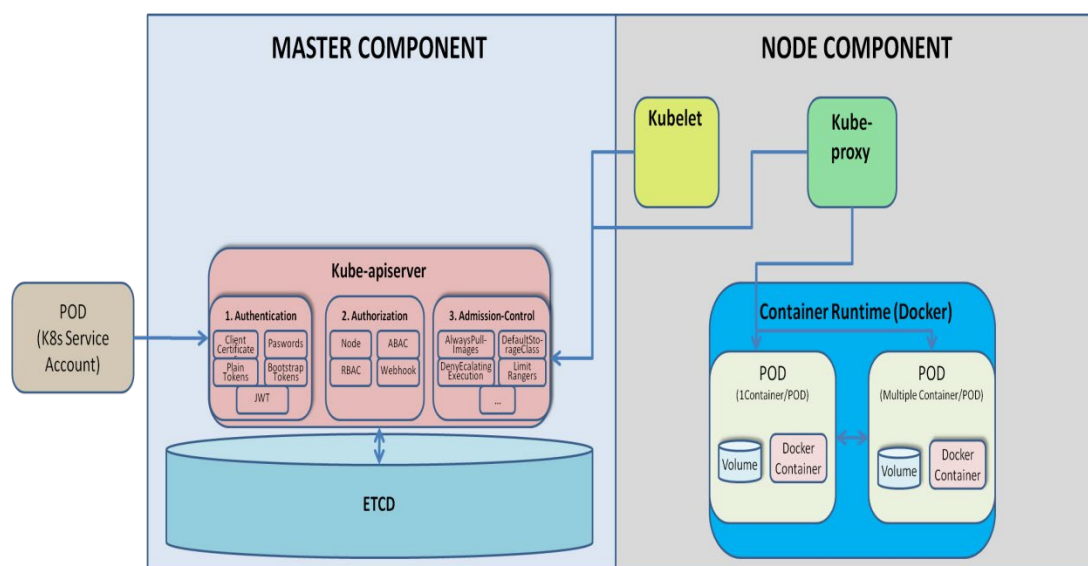 MASTER COMPONENT
NODE COMPONENT
Kubelet
Kube-
proxy
Kube-apiserver
1. Authentication
Client
Certificate
Paswords
Plain
Tokens
Bootstrap
Tokens
JWT
2. Authorization
Node
ABAC
RBAC
Webhook
3. Admission-Control
AlwaysPull-
Images
DefaultSto-
rageClass
DenyEcalating
Execution
Limit
Rangers
...
POD
(K8s Service
Account)
ETCD
Container Runtime (Docker)
POD
(1Container/POD)
Volume
Docker
Container
POD
(Multiple Container/POD)
Volume
Docker
Container